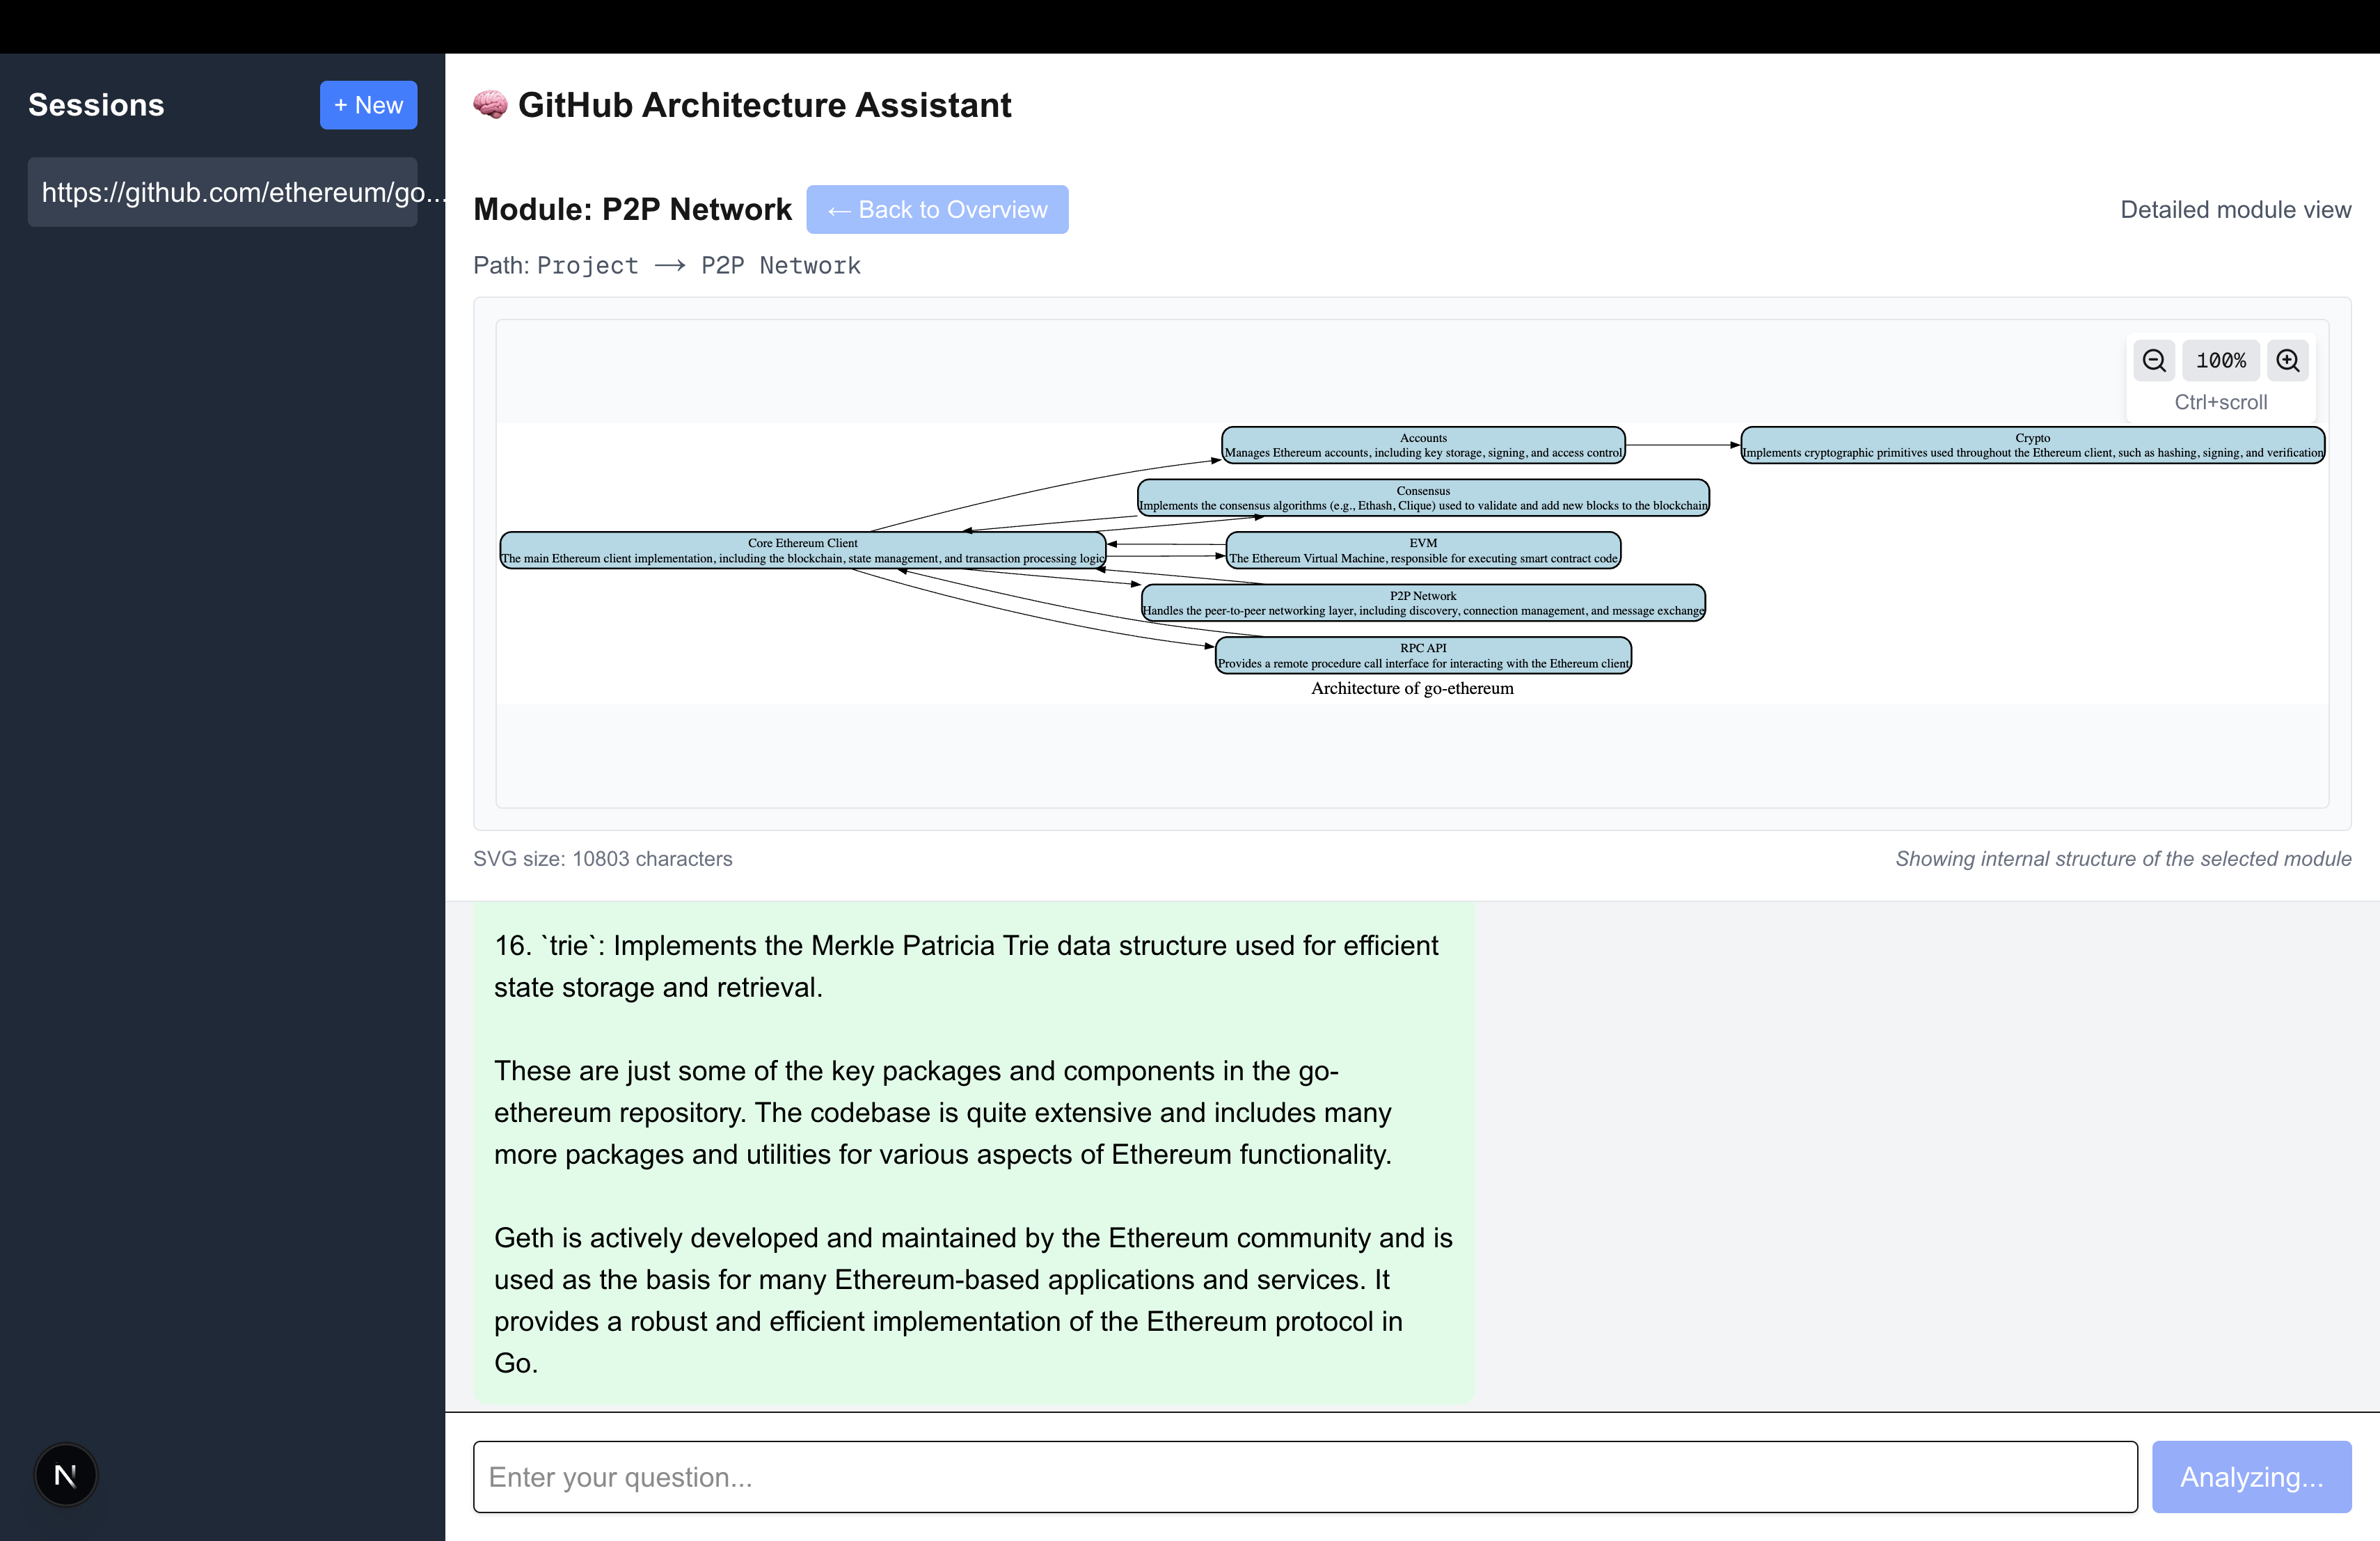 Sessions
+ New
https://github.com/ethereum/go...
🧠 GitHub Architecture Assistant
Module: P2P Network
← Back to Overview
Detailed module view
Path: Project → P2P Network
100%
Ctrl+scroll
Accounts
Manages Ethereum accounts, including key storage, signing, and access control
Crypto
Implements cryptographic primitives used throughout the Ethereum client, such as hashing, signing, and verification
Consensus
Implements the consensus algorithms (e.g., Ethash, Clique) used to validate and add new blocks to the blockchain
Core Ethereum Client
The main Ethereum client implementation, including the blockchain, state management, and transaction processing logic
EVM
The Ethereum Virtual Machine, responsible for executing smart contract code
P2P Network
Handles the peer-to-peer networking layer, including discovery, connection management, and message exchange
RPC API
Provides a remote procedure call interface for interacting with the Ethereum client
Architecture of go-ethereum
SVG size: 10803 characters
Showing internal structure of the selected module
16. `trie`: Implements the Merkle Patricia Trie data structure used for efficient
state storage and retrieval.
These are just some of the key packages and components in the go-
ethereum repository. The codebase is quite extensive and includes many
more packages and utilities for various aspects of Ethereum functionality.
Geth is actively developed and maintained by the Ethereum community and is
used as the basis for many Ethereum-based applications and services. It
provides a robust and efficient implementation of the Ethereum protocol in
Go.
N
Enter your question...
Analyzing...